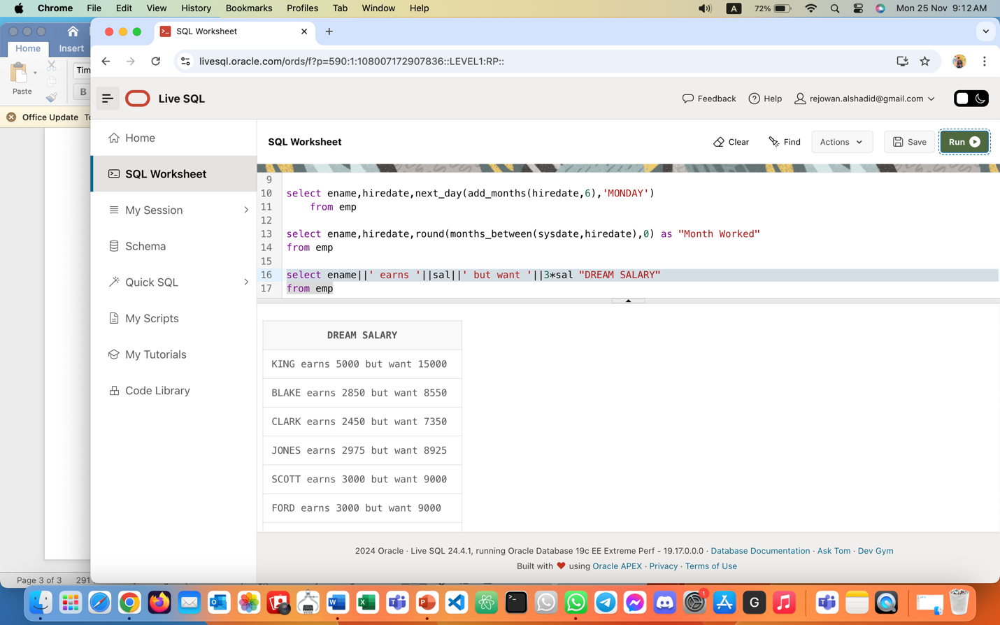 Chrome File Edit View History Bookmarks Profiles Tab Window Help A 72% Mon 25 Nov 9:12 AM
SQL Worksheet
Home Insert
livesql.oracle.com/ords/f?p=590:1:108007172907836::LEVEL1:RP::
Paste
Tim
B
Live SQL
Feedback Help rejowan.alshadid@gmail.com
Office Update To
Home
SQL Worksheet
My Session
Schema
Quick SQL
My Scripts
My Tutorials
Code Library
SQL Worksheet
Clear Find Actions Save Run
9
10 select ename,hiredate,next_day(add_months(hiredate,6),'MONDAY')
11 from emp
12
13 select ename,hiredate,round(months_between(sysdate,hiredate),0) as "Month Worked"
14 from emp
15
16 select ename||' earns '||sal||' but want '||3*sal "DREAM SALARY"
17 from emp
DREAM SALARY
KING earns 5000 but want 15000
BLAKE earns 2850 but want 8550
CLARK earns 2450 but want 7350
JONES earns 2975 but want 8925
SCOTT earns 3000 but want 9000
FORD earns 3000 but want 9000
2024 Oracle · Live SQL 24.4.1, running Oracle Database 19c EE Extreme Perf - 19.17.0.0.0 · Database Documentation · Ask Tom · Dev Gym
Built with ❤ using Oracle APEX · Privacy · Terms of Use
Page 3 of 3 291